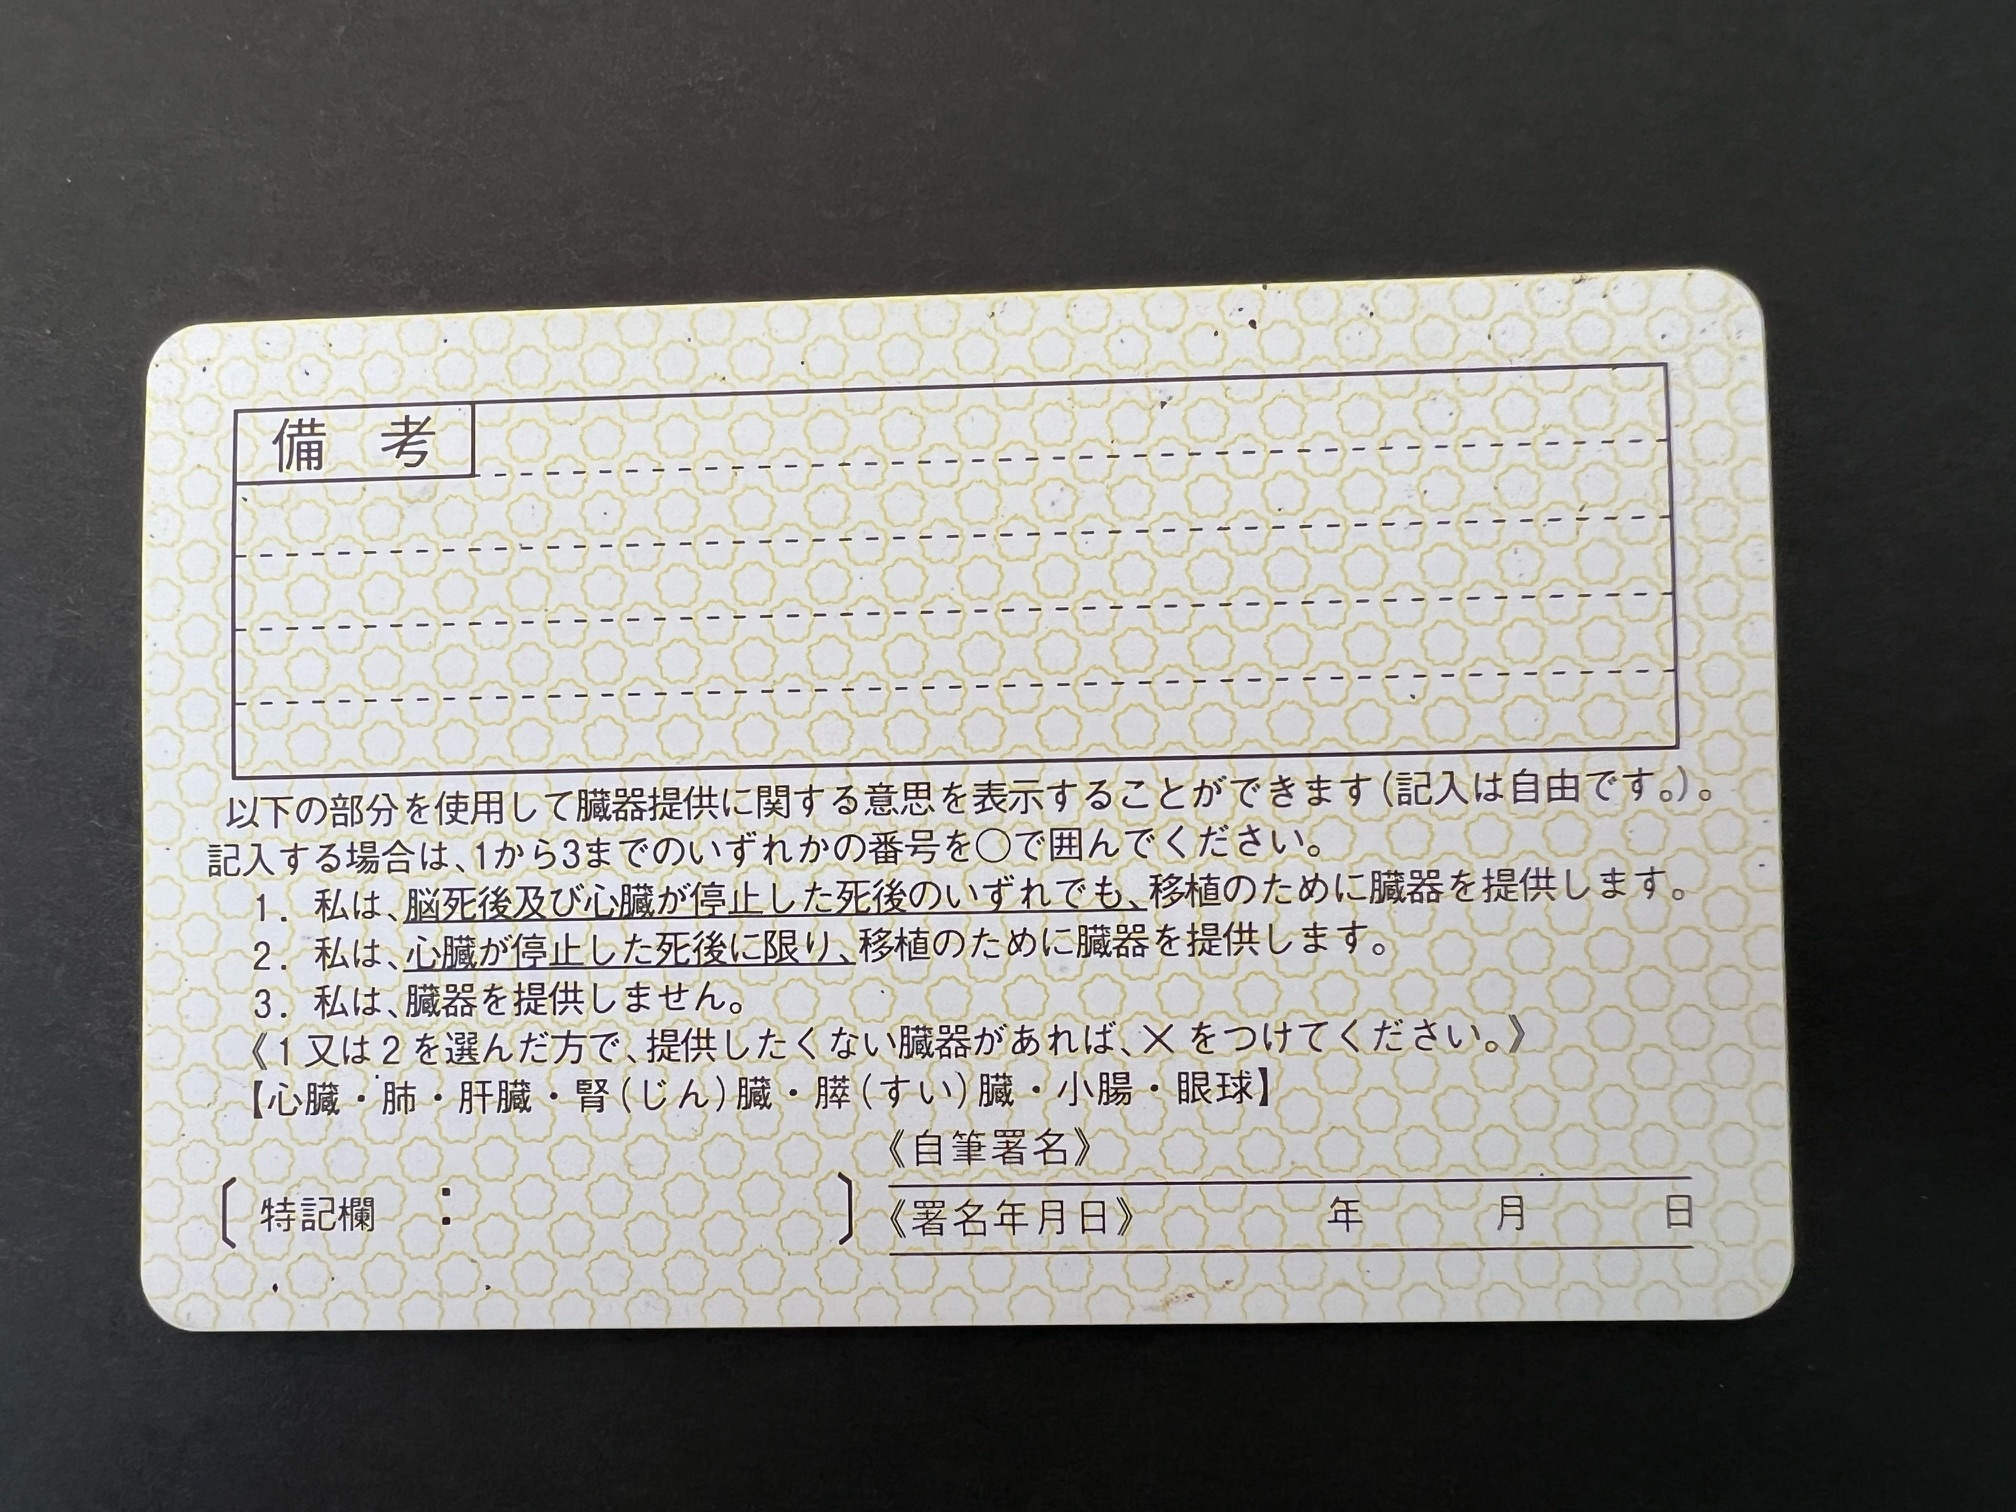 備　考
以下の部分を使用して臓器提供に関する意思を表示することができます(記入は自由です。)。
記入する場合は、1から3までのいずれかの番号を○で囲んでください。
1. 私は、脳死後及び心臓が停止した死後のいずれでも、移植のために臓器を提供します。
2. 私は、心臓が停止した死後に限り、移植のために臓器を提供します。
3. 私は、臓器を提供しません。
《1又は2を選んだ方で、提供したくない臓器があれば、×をつけてください。》
【心臓・肺・肝臓・腎(じん)臓・膵(すい)臓・小腸・眼球】
《自筆署名》
〔特記欄　:　〕
《署名年月日》　年　月　日